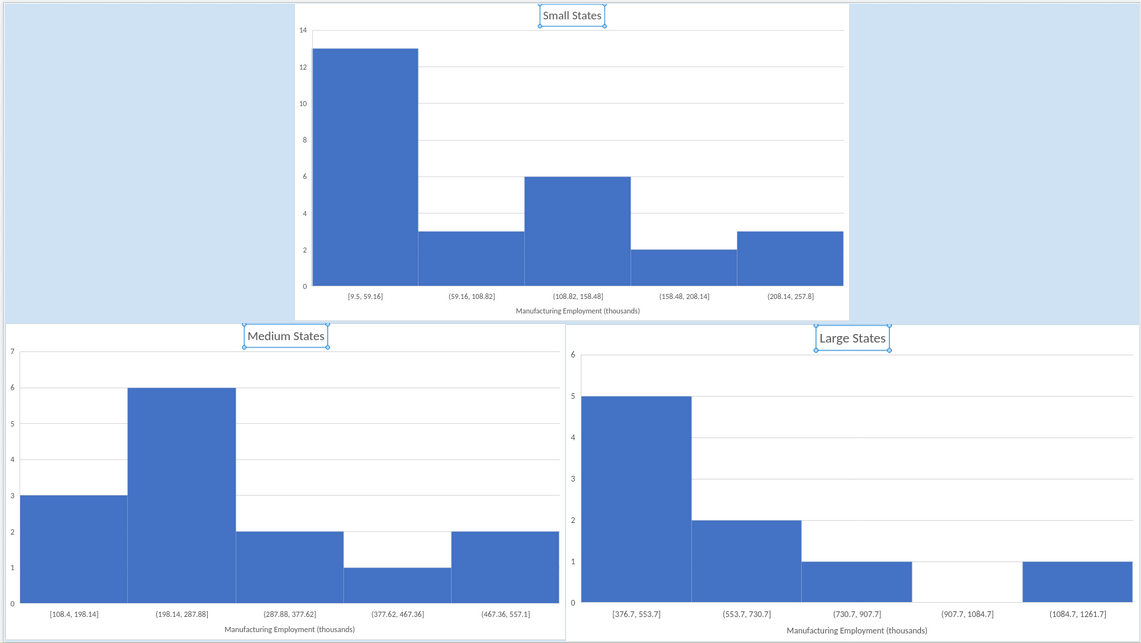 Small States
14
12
10
8
6
4
2
0
[9.5, 59.16] (59.16, 108.82] (108.82, 158.48] (158.48, 208.14] (208.14, 257.8]
Manufacturing Employment (thousands)
Medium States
7
6
5
4
3
2
1
0
[108.4, 198.14] (198.14, 287.88] (287.88, 377.62] (377.62, 467.36] (467.36, 557.1]
Manufacturing Employment (thousands)
Large States
6
5
4
3
2
1
0
[376.7, 553.7] (553.7, 730.7] (730.7, 907.7] (907.7, 1084.7] (1084.7, 1261.7]
Manufacturing Employment (thousands)